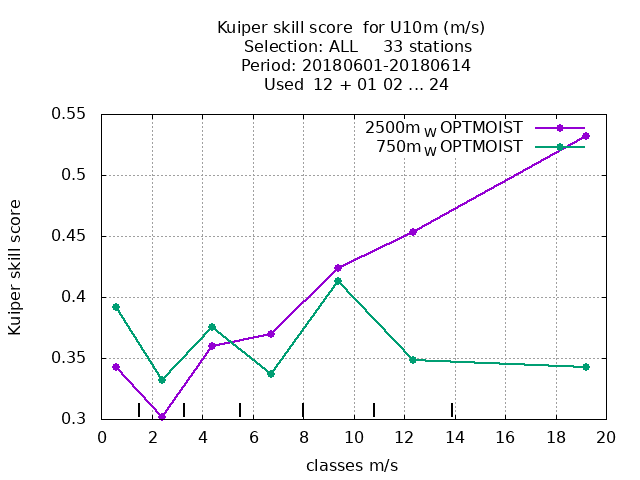 Kuiper skill score  for U10m (m/s)
Selection: ALL     33 stations
Period: 20180601-20180614
Used  12 + 01 02 ... 24
2500m W OPTMOIST
750m W OPTMOIST
0.55
0.5
0.45
0.4
0.35
0.3
Kuiper skill score
0 2 4 6 8 10 12 14 16 18 20
classes m/s